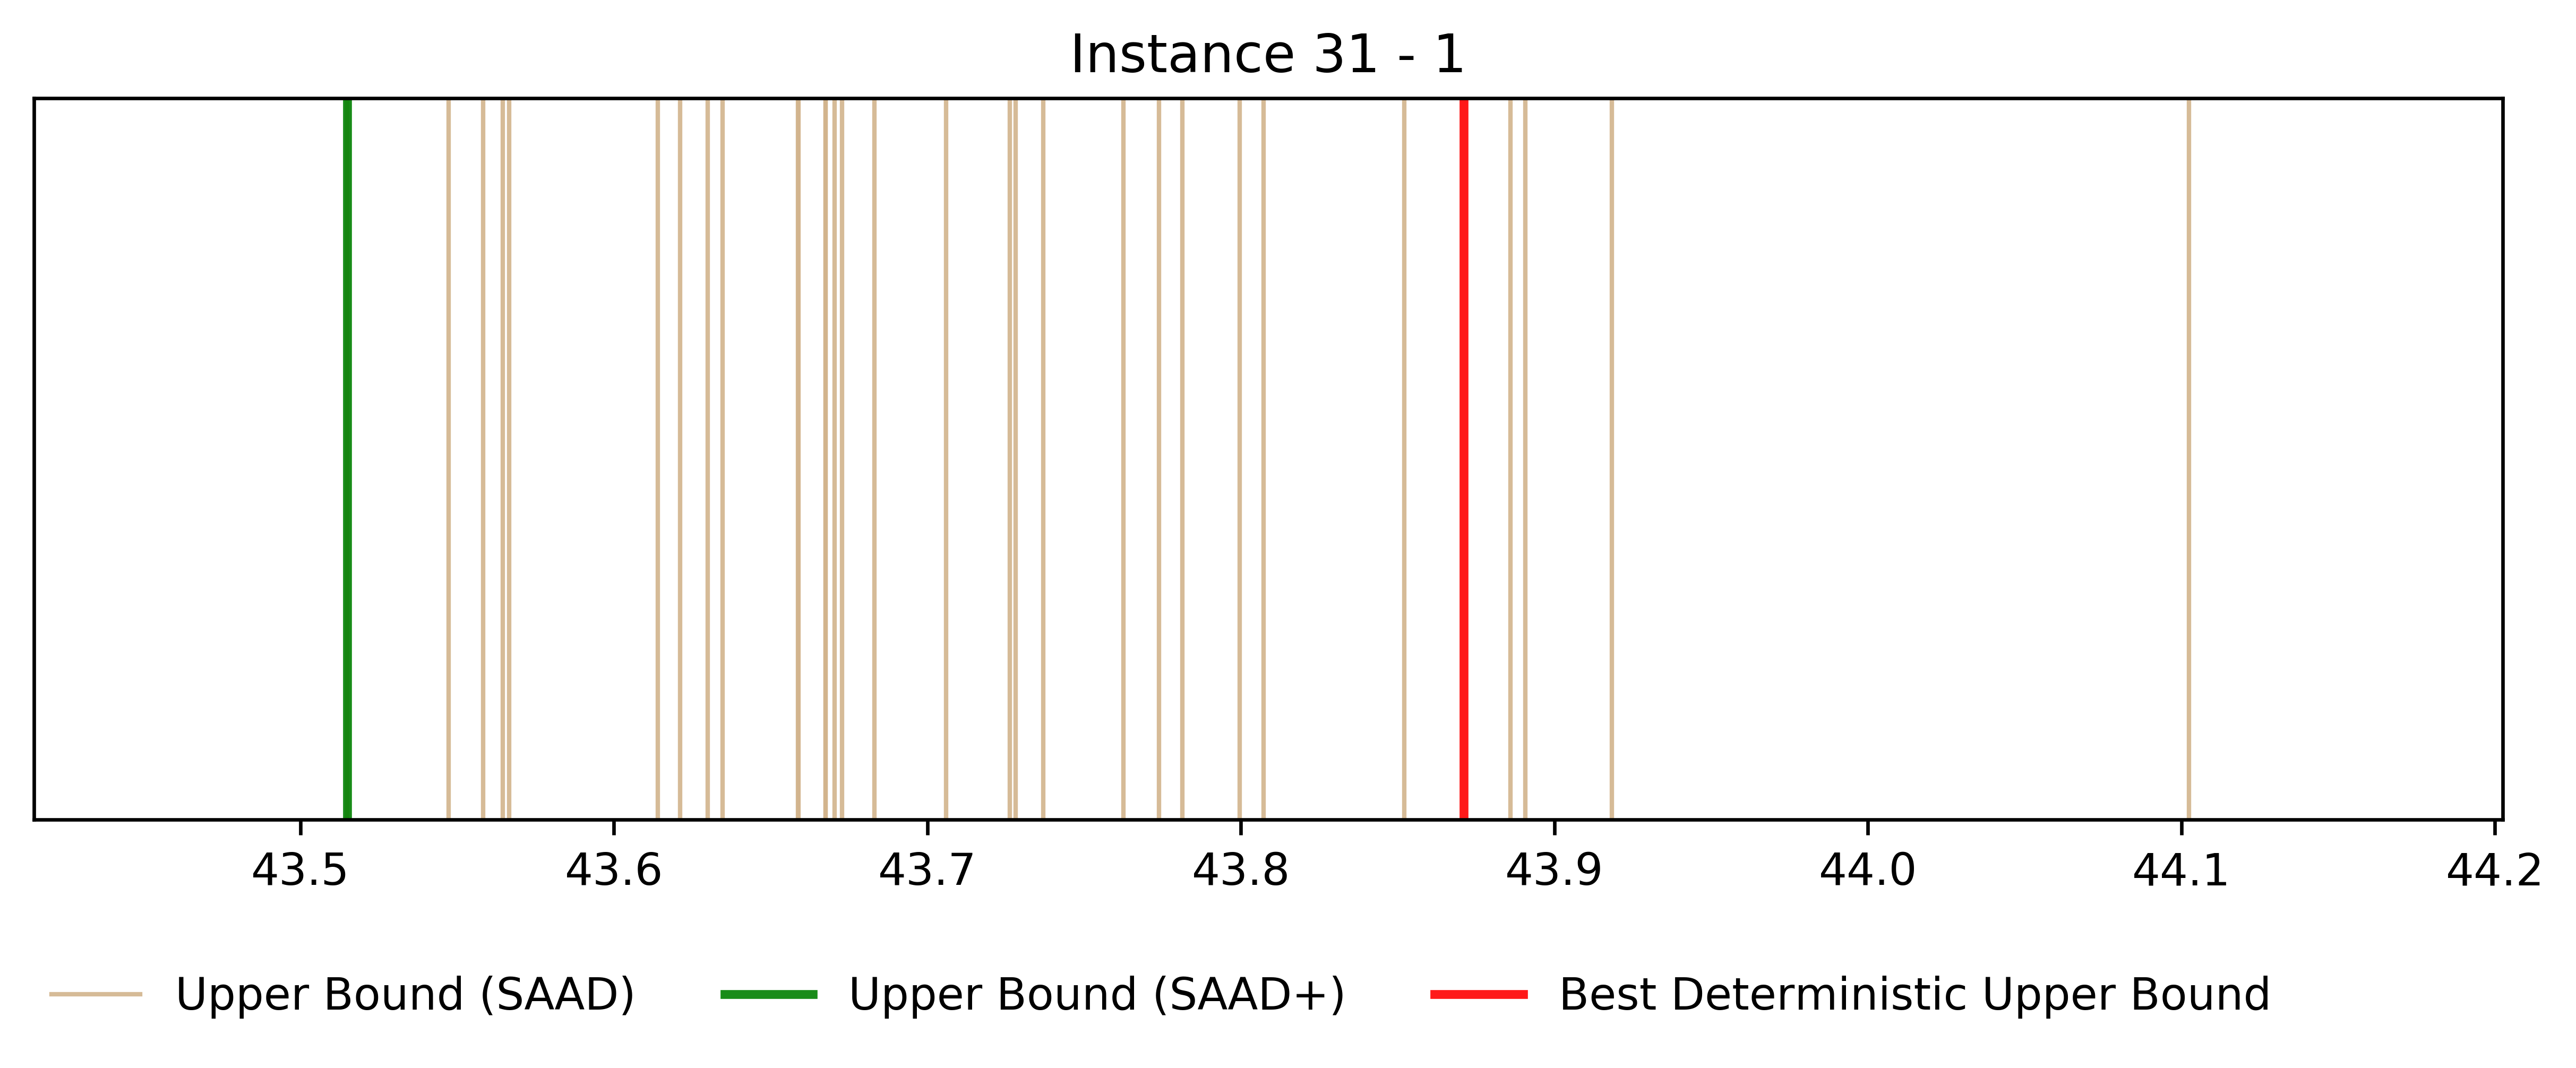 Instance 31 - 1
43.5 43.6 43.7 43.8 43.9 44.0 44.1 44.2
Upper Bound (SAAD) Upper Bound (SAAD+) Best Deterministic Upper Bound